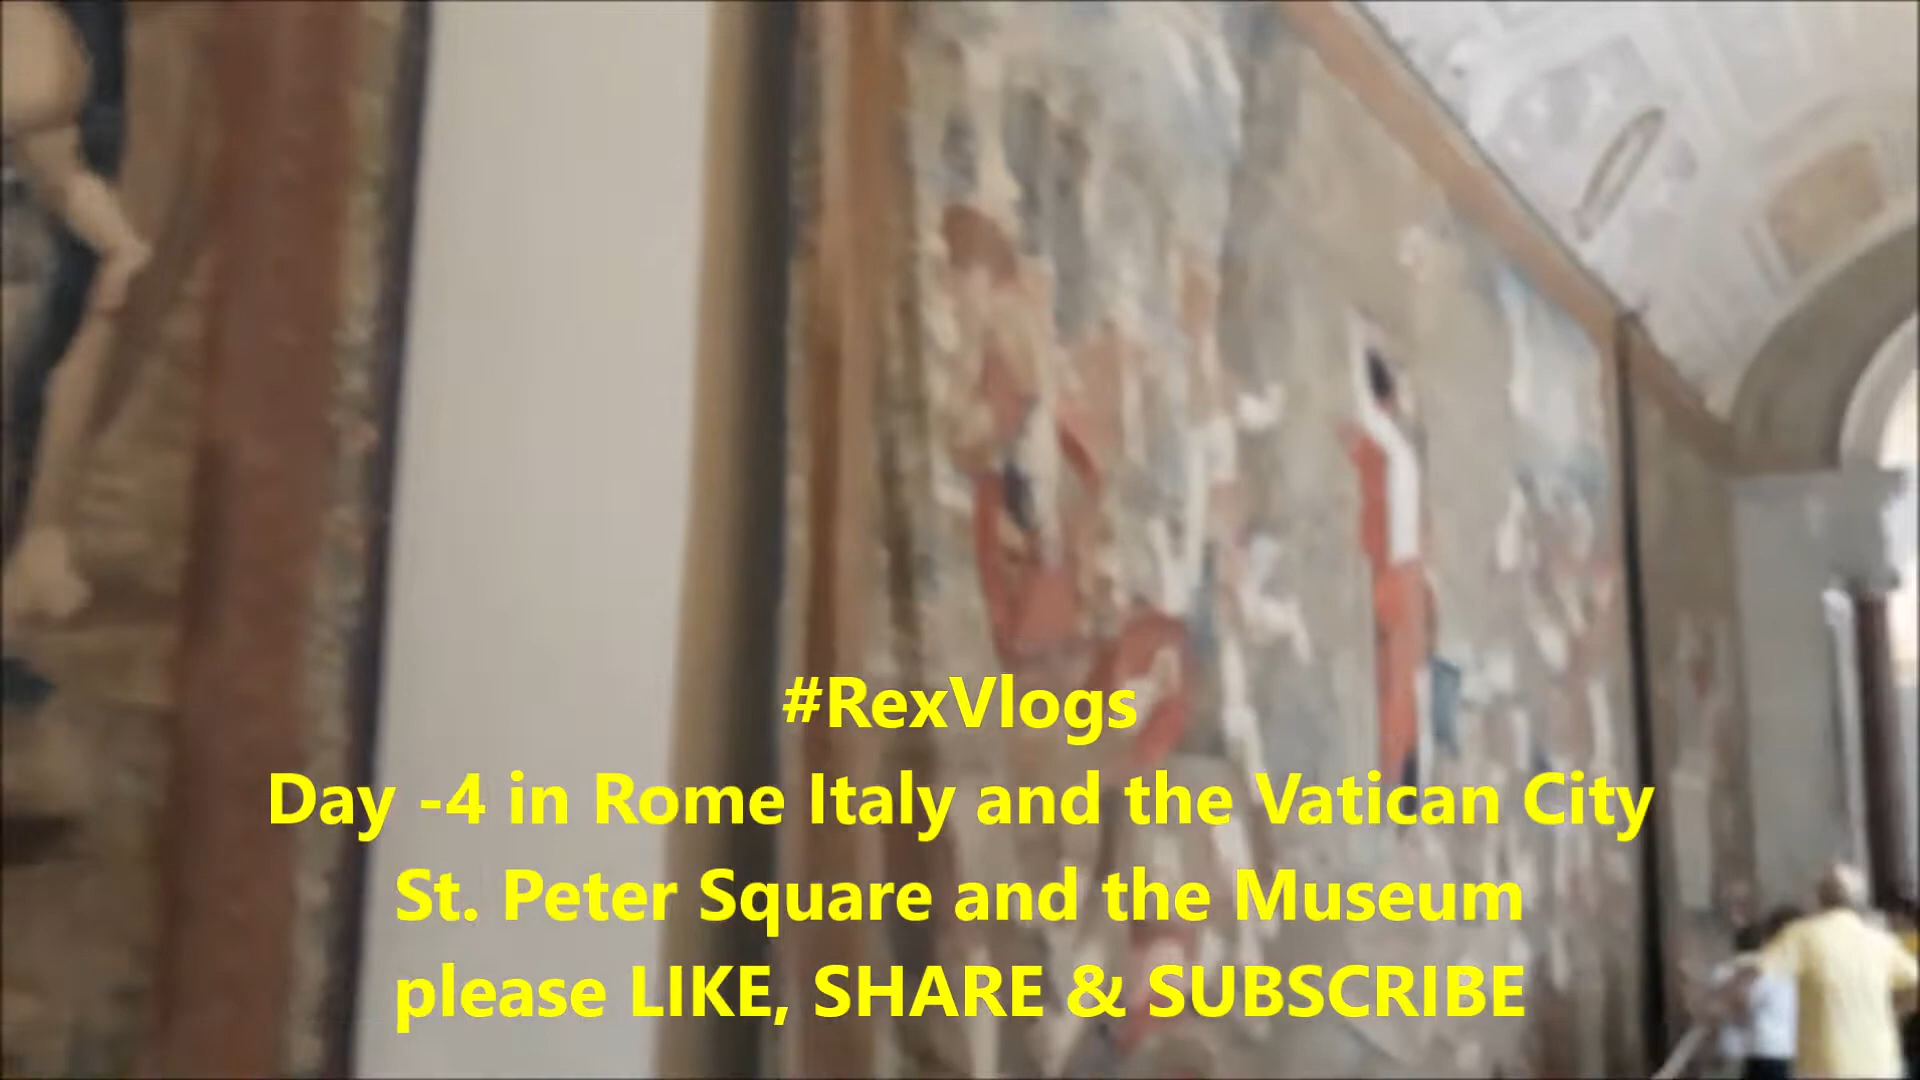 #RexVlogs
Day -4 in Rome Italy and the Vatican City
St. Peter Square and the Museum
please LIKE, SHARE & SUBSCRIBE